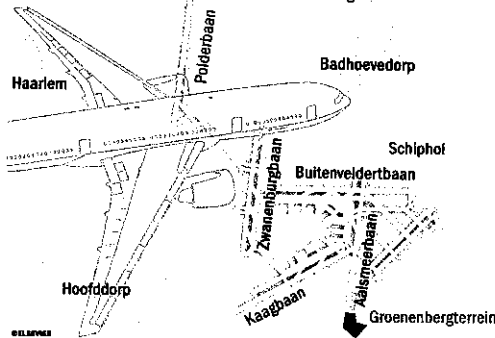 Polderbaan
Haarlem
Badhoevedorp
Schiphol
Buitenveldertbaan
Zwanenburgbaan
Aalsmeerbaan
Hoofddorp
Kaagbaan
Groenenbergterrein